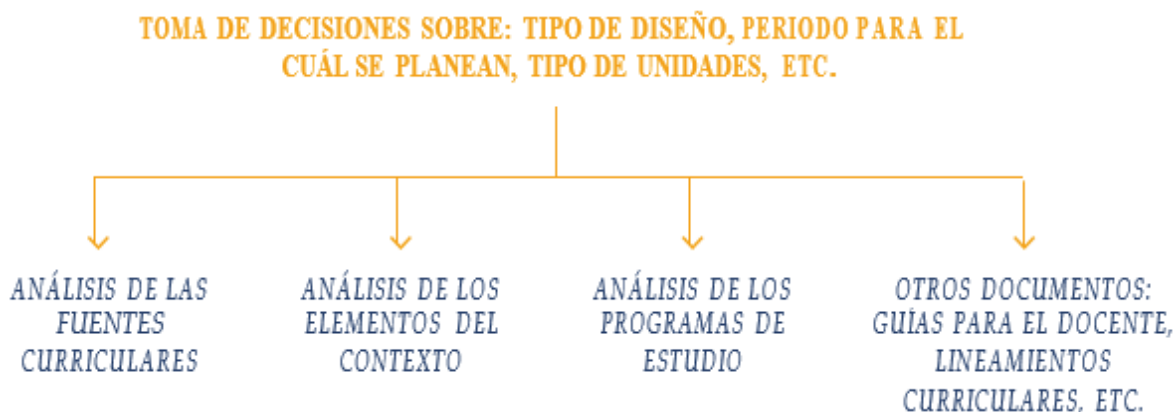 TOMA DE DECISIONES SOBRE: TIPO DE DISEÑO, PERIODO PARA EL
CUÁL SE PLANEAN, TIPO DE UNIDADES, ETC.
ANÁLISIS DE LAS
FUENTES
CURRICULARES
ANÁLISIS DE LOS
ELEMENTOS DEL
CONTEXTO
ANÁLISIS DE LOS
PROGRAMAS DE
ESTUDIO
OTROS DOCUMENTOS:
GUÍAS PARA EL DOCENTE,
LINEAMIENTOS
CURRICULARES, ETC.